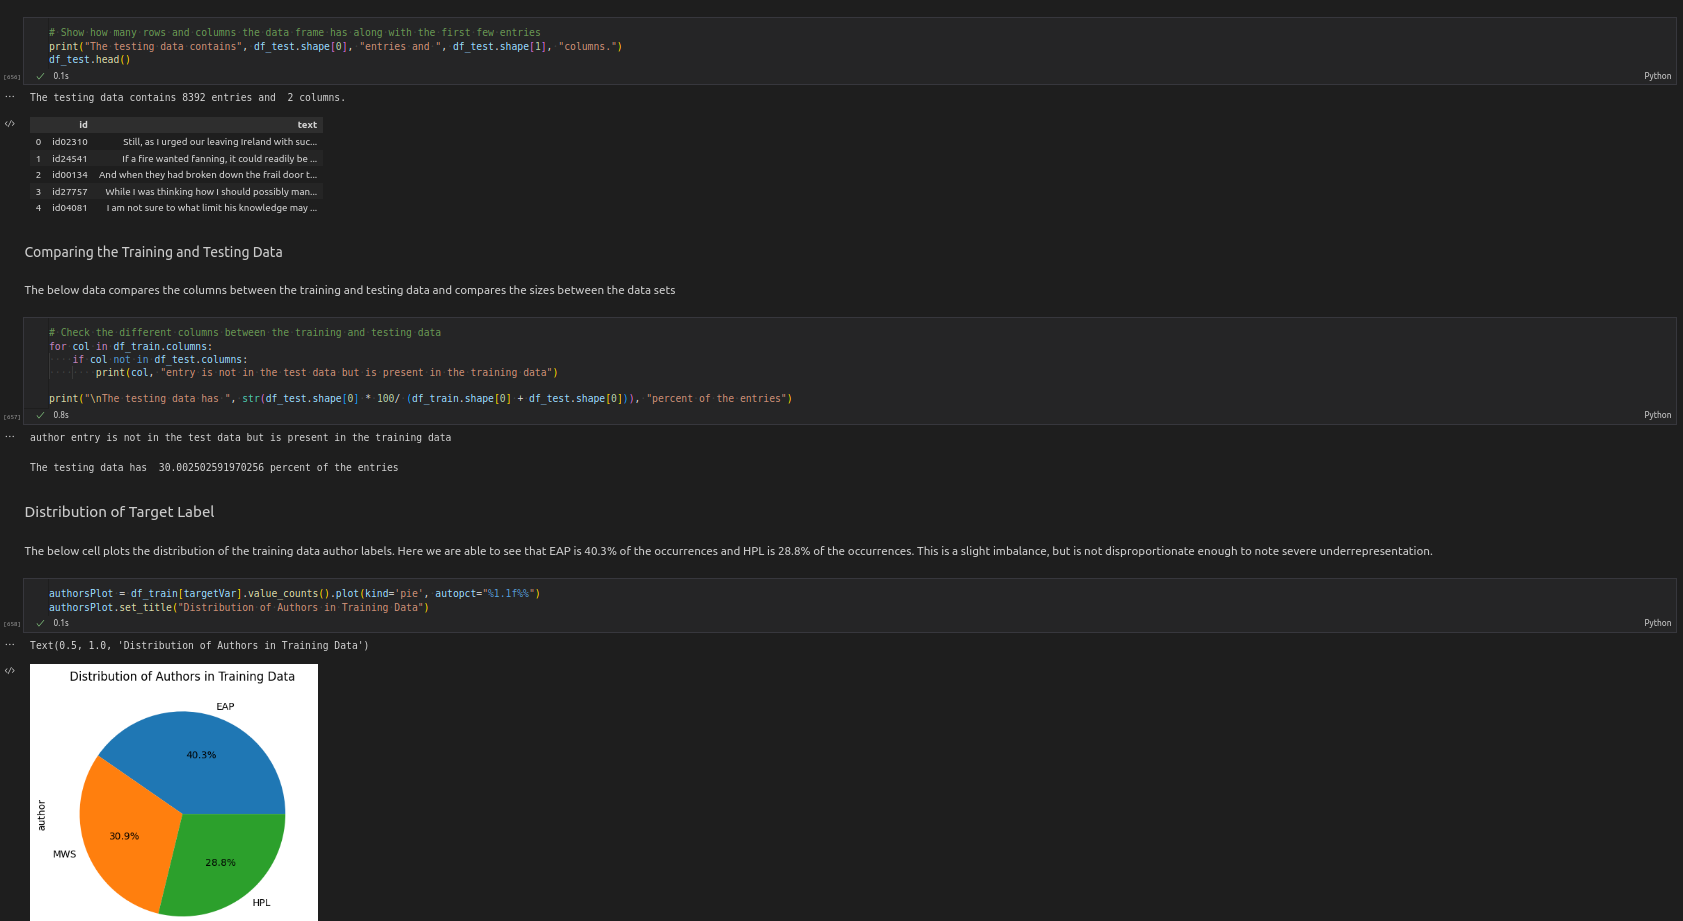 # Show how many rows and columns the data frame has along with the first few entries
print("The testing data contains", df_test.shape[0], "entries and ", df_test.shape[1], "columns.")
df_test.head()
[656] ✓ 0.1s Python
... The testing data contains 8392 entries and  2 columns.
</> id text
0 id02310 Still, as I urged our leaving Ireland with suc...
1 id24541 If a fire wanted fanning, it could readily be ...
2 id00134 And when they had broken down the frail door t...
3 id27757 While I was thinking how I should possibly man...
4 id04081 I am not sure to what limit his knowledge may ...
Comparing the Training and Testing Data
The below data compares the columns between the training and testing data and compares the sizes between the data sets
# Check the different columns between the training and testing data
for col in df_train.columns:
    if col not in df_test.columns:
        print(col, "entry is not in the test data but is present in the training data")
print("\nThe testing data has ", str(df_test.shape[0] * 100/ (df_train.shape[0] + df_test.shape[0])), "percent of the entries")
[657] ✓ 0.8s Python
... author entry is not in the test data but is present in the training data
The testing data has  30.002502591970256 percent of the entries
Distribution of Target Label
The below cell plots the distribution of the training data author labels. Here we are able to see that EAP is 40.3% of the occurrences and HPL is 28.8% of the occurrences. This is a slight imbalance, but is not disproportionate enough to note severe underrepresentation.
authorsPlot = df_train[targetVar].value_counts().plot(kind='pie', autopct="%1.1f%%")
authorsPlot.set_title("Distribution of Authors in Training Data")
[658] ✓ 0.1s Python
... Text(0.5, 1.0, 'Distribution of Authors in Training Data')
</> Distribution of Authors in Training Data
EAP
40.3%
author
30.9%
MWS
28.8%
HPL